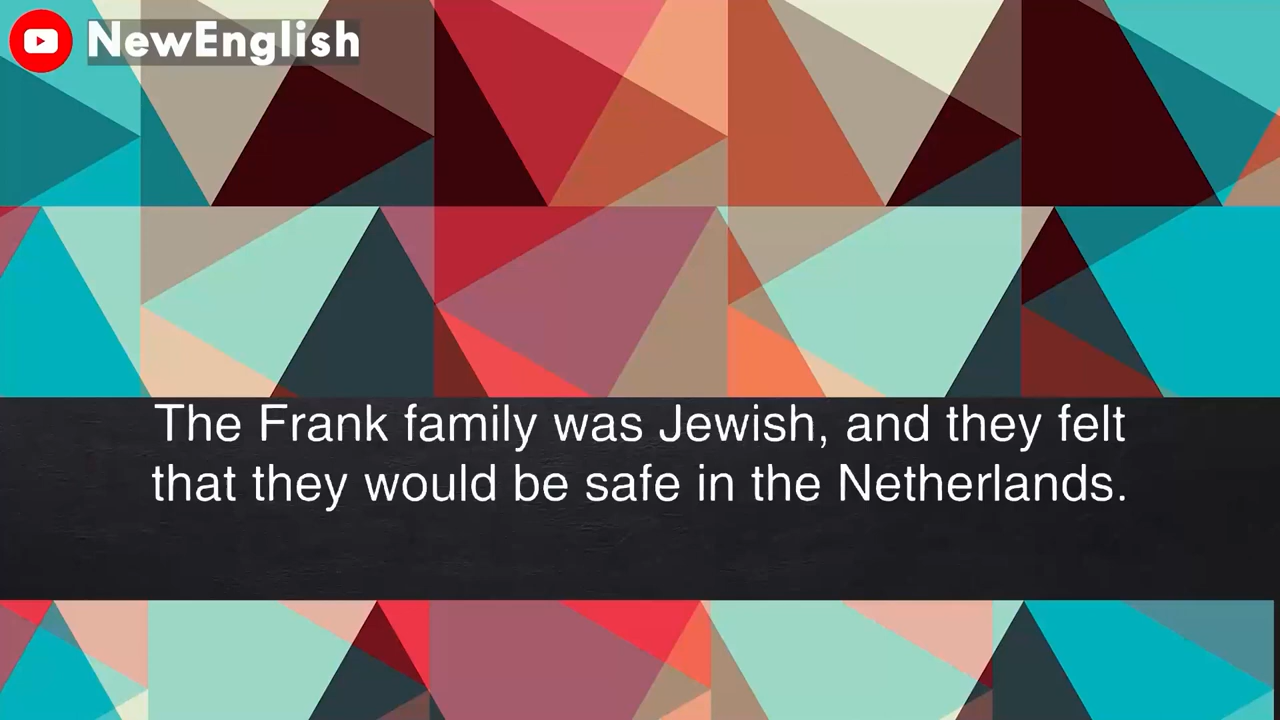 NewEnglish
The Frank family was Jewish, and they felt
that they would be safe in the Netherlands.